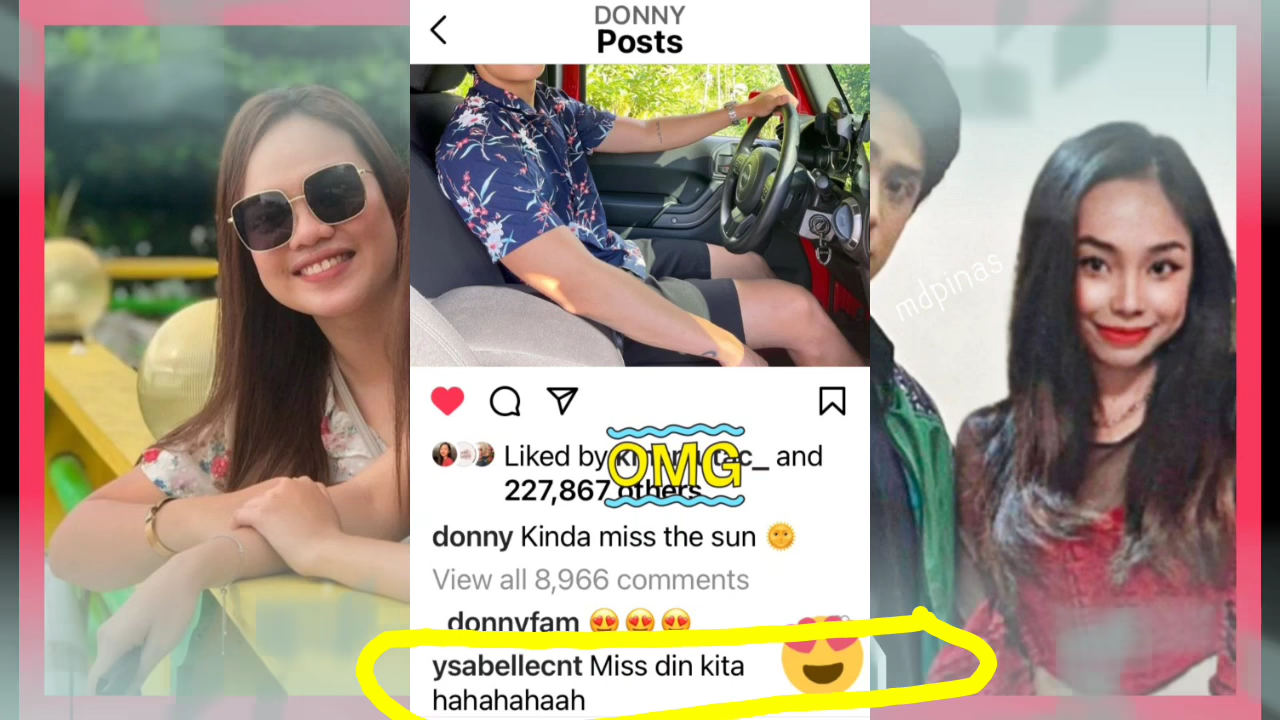 DONNY
Posts
Liked by and
227,867 others
OMG
donny Kinda miss the sun 🌞
View all 8,966 comments
donnyfam 😍 😍 😍
ysabellecnt Miss din kita
hahahahaah
mdpinas